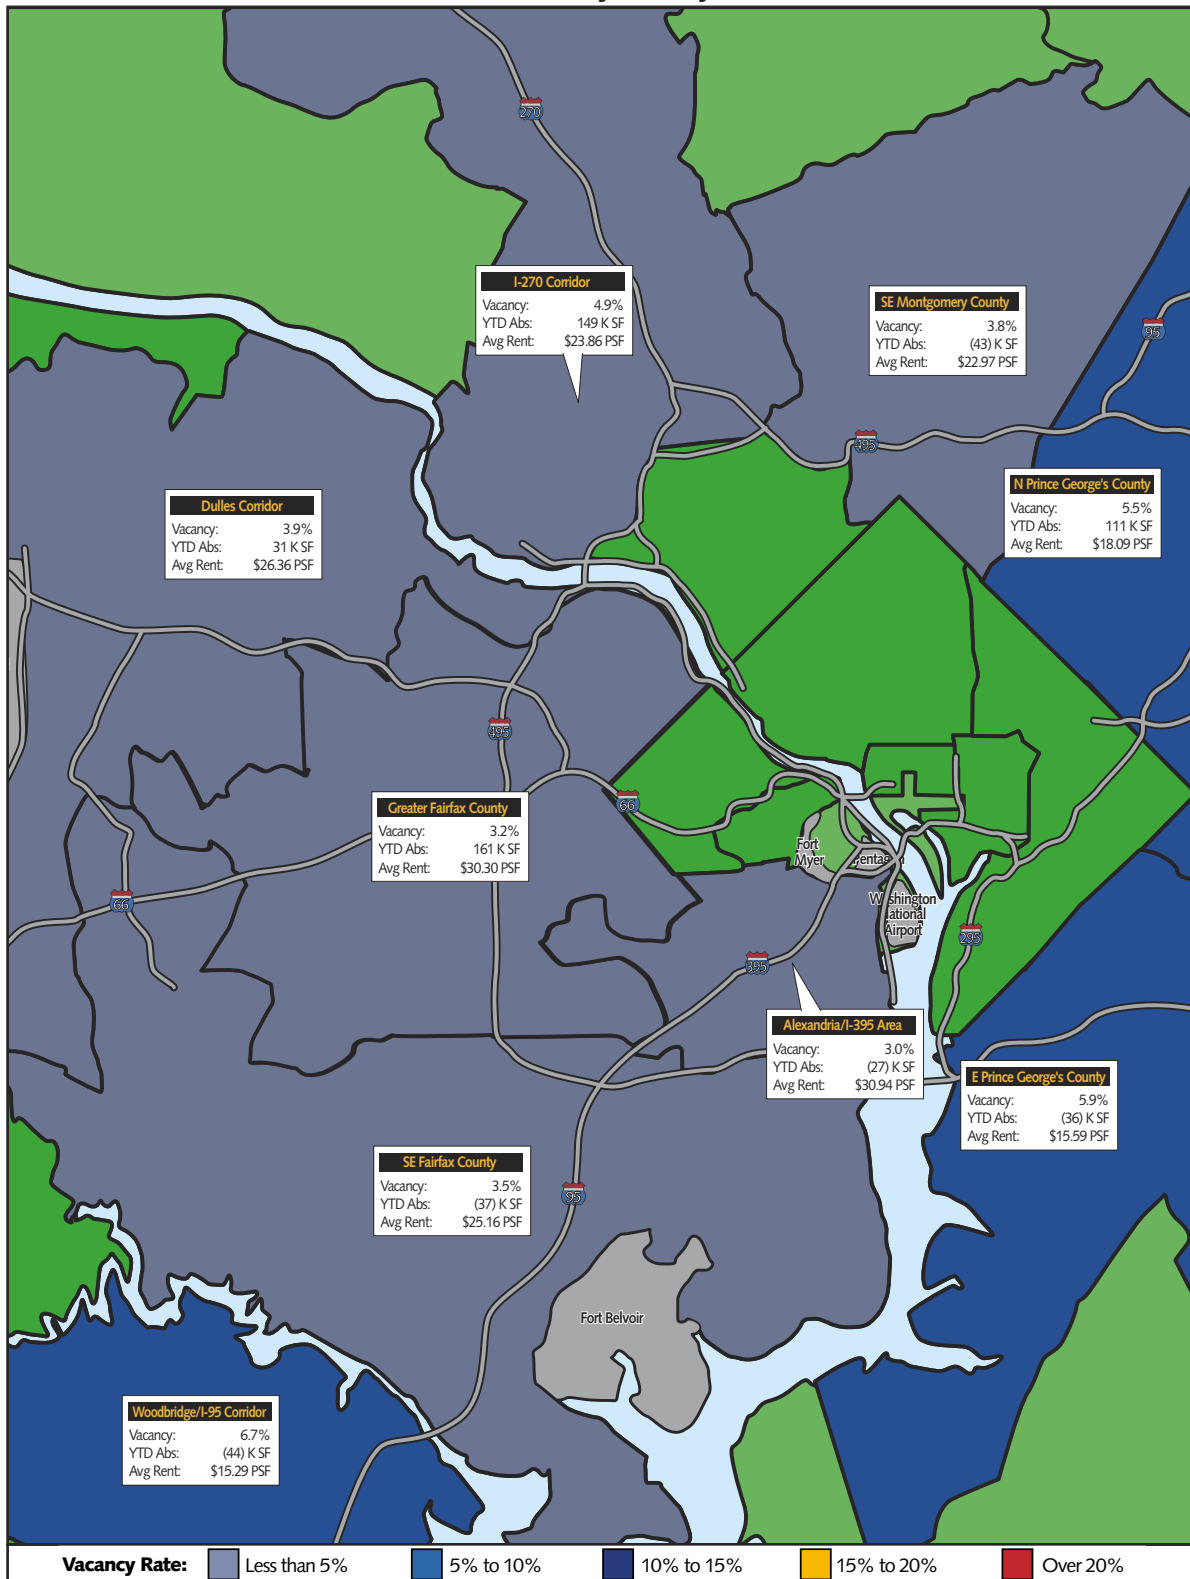 270
I-270 Corridor
Vacancy: 4.9%
YTD Abs: 149 K SF
Avg Rent: $23.86 PSF
SE Montgomery County
Vacancy: 3.8%
YTD Abs: (43) K SF
Avg Rent: $22.97 PSF
95
495
N Prince George's County
Vacancy: 5.5%
YTD Abs: 111 K SF
Avg Rent: $18.09 PSF
Dulles Corridor
Vacancy: 3.9%
YTD Abs: 31 K SF
Avg Rent: $26.36 PSF
495
66
Greater Fairfax County
Vacancy: 3.2%
YTD Abs: 161 K SF
Avg Rent: $30.30 PSF
Fort
Myer
Pentagon
66
Washington
National
Airport
295
395
Alexandria/I-395 Area
Vacancy: 3.0%
YTD Abs: (27) K SF
Avg Rent: $30.94 PSF
E Prince George's County
Vacancy: 5.9%
YTD Abs: (36) K SF
Avg Rent: $15.59 PSF
SE Fairfax County
Vacancy: 3.5%
YTD Abs: (37) K SF
Avg Rent: $25.16 PSF
95
Fort Belvoir
Woodbridge/I-95 Corridor
Vacancy: 6.7%
YTD Abs: (44) K SF
Avg Rent: $15.29 PSF
Vacancy Rate: Less than 5% 5% to 10% 10% to 15% 15% to 20% Over 20%